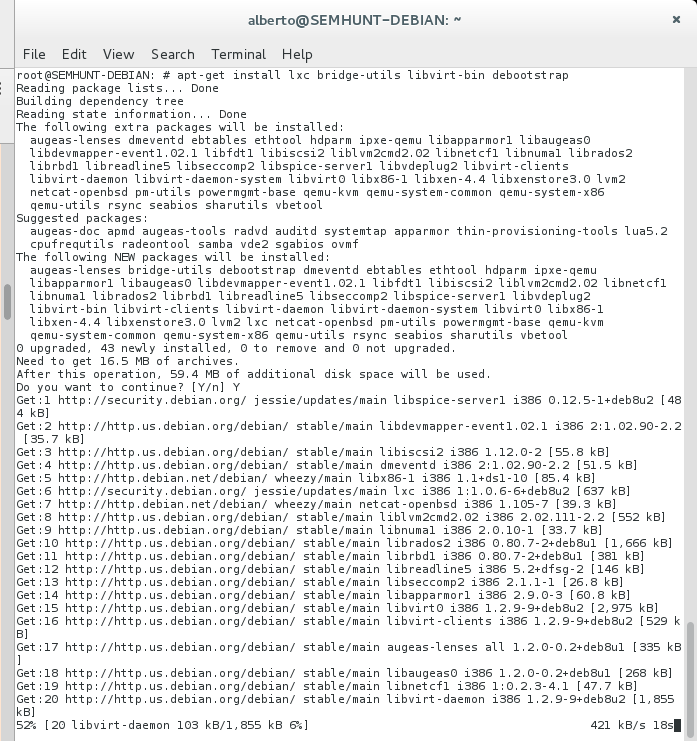 alberto@SEMHUNT-DEBIAN: ~
×
File Edit View Search Terminal Help
root@SEMHUNT-DEBIAN: # apt-get install lxc bridge-utils libvirt-bin debootstrap
Reading package lists... Done
Building dependency tree
Reading state information... Done
The following extra packages will be installed:
augeas-lenses dmeventd ebtables ethtool hdparm ipxe-qemu libapparmor1 libaugeas0
libdevmapper-event1.02.1 libfdt1 libiscsi2 liblvm2cmd2.02 libnetcf1 libnuma1 librados2
librbd1 libreadline5 libseccomp2 libspice-server1 libvdeplug2 libvirt-clients
libvirt-daemon libvirt-daemon-system libvirt0 libx86-1 libxen-4.4 libxenstore3.0 lvm2
netcat-openbsd pm-utils powermgmt-base qemu-kvm qemu-system-common qemu-system-x86
qemu-utils rsync seabios sharutils vbetool
Suggested packages:
augeas-doc apmd augeas-tools radvd auditd systemtap apparmor thin-provisioning-tools lua5.2
cpufrequtils radeontool samba vde2 sgabios ovmf
The following NEW packages will be installed:
augeas-lenses bridge-utils debootstrap dmeventd ebtables ethtool hdparm ipxe-qemu
libapparmor1 libaugeas0 libdevmapper-event1.02.1 libfdt1 libiscsi2 liblvm2cmd2.02 libnetcf1
libnuma1 librados2 librbd1 libreadline5 libseccomp2 libspice-server1 libvdeplug2
libvirt-bin libvirt-clients libvirt-daemon libvirt-daemon-system libvirt0 libx86-1
libxen-4.4 libxenstore3.0 lvm2 lxc netcat-openbsd pm-utils powermgmt-base qemu-kvm
qemu-system-common qemu-system-x86 qemu-utils rsync seabios sharutils vbetool
0 upgraded, 43 newly installed, 0 to remove and 0 not upgraded.
Need to get 16.5 MB of archives.
After this operation, 59.4 MB of additional disk space will be used.
Do you want to continue? [Y/n] Y
Get:1 http://security.debian.org/ jessie/updates/main libspice-server1 i386 0.12.5-1+deb8u2 [48
4 kB]
Get:2 http://http.us.debian.org/debian/ stable/main libdevmapper-event1.02.1 i386 2:1.02.90-2.2
[35.7 kB]
Get:3 http://http.us.debian.org/debian/ stable/main libiscsi2 i386 1.12.0-2 [55.8 kB]
Get:4 http://http.us.debian.org/debian/ stable/main dmeventd i386 2:1.02.90-2.2 [51.5 kB]
Get:5 http://http.debian.net/debian/ wheezy/main libx86-1 i386 1.1+ds1-10 [85.4 kB]
Get:6 http://security.debian.org/ jessie/updates/main lxc i386 1:1.0.6-6+deb8u2 [637 kB]
Get:7 http://http.debian.net/debian/ wheezy/main netcat-openbsd i386 1.105-7 [39.3 kB]
Get:8 http://http.us.debian.org/debian/ stable/main liblvm2cmd2.02 i386 2.02.111-2.2 [552 kB]
Get:9 http://http.us.debian.org/debian/ stable/main libnuma1 i386 2.0.10-1 [33.7 kB]
Get:10 http://http.us.debian.org/debian/ stable/main librados2 i386 0.80.7-2+deb8u1 [1,666 kB]
Get:11 http://http.us.debian.org/debian/ stable/main librbd1 i386 0.80.7-2+deb8u1 [381 kB]
Get:12 http://http.us.debian.org/debian/ stable/main libreadline5 i386 5.2+dfsg-2 [146 kB]
Get:13 http://http.us.debian.org/debian/ stable/main libseccomp2 i386 2.1.1-1 [26.8 kB]
Get:14 http://http.us.debian.org/debian/ stable/main libapparmor1 i386 2.9.0-3 [60.8 kB]
Get:15 http://http.us.debian.org/debian/ stable/main libvirt0 i386 1.2.9-9+deb8u2 [2,975 kB]
Get:16 http://http.us.debian.org/debian/ stable/main libvirt-clients i386 1.2.9-9+deb8u2 [529 k
B]
Get:17 http://http.us.debian.org/debian/ stable/main augeas-lenses all 1.2.0-0.2+deb8u1 [335 kB
]
Get:18 http://http.us.debian.org/debian/ stable/main libaugeas0 i386 1.2.0-0.2+deb8u1 [268 kB]
Get:19 http://http.us.debian.org/debian/ stable/main libnetcf1 i386 1:0.2.3-4.1 [47.7 kB]
Get:20 http://http.us.debian.org/debian/ stable/main libvirt-daemon i386 1.2.9-9+deb8u2 [1,855
kB]
52% [20 libvirt-daemon 103 kB/1,855 kB 6%] 421 kB/s 18s